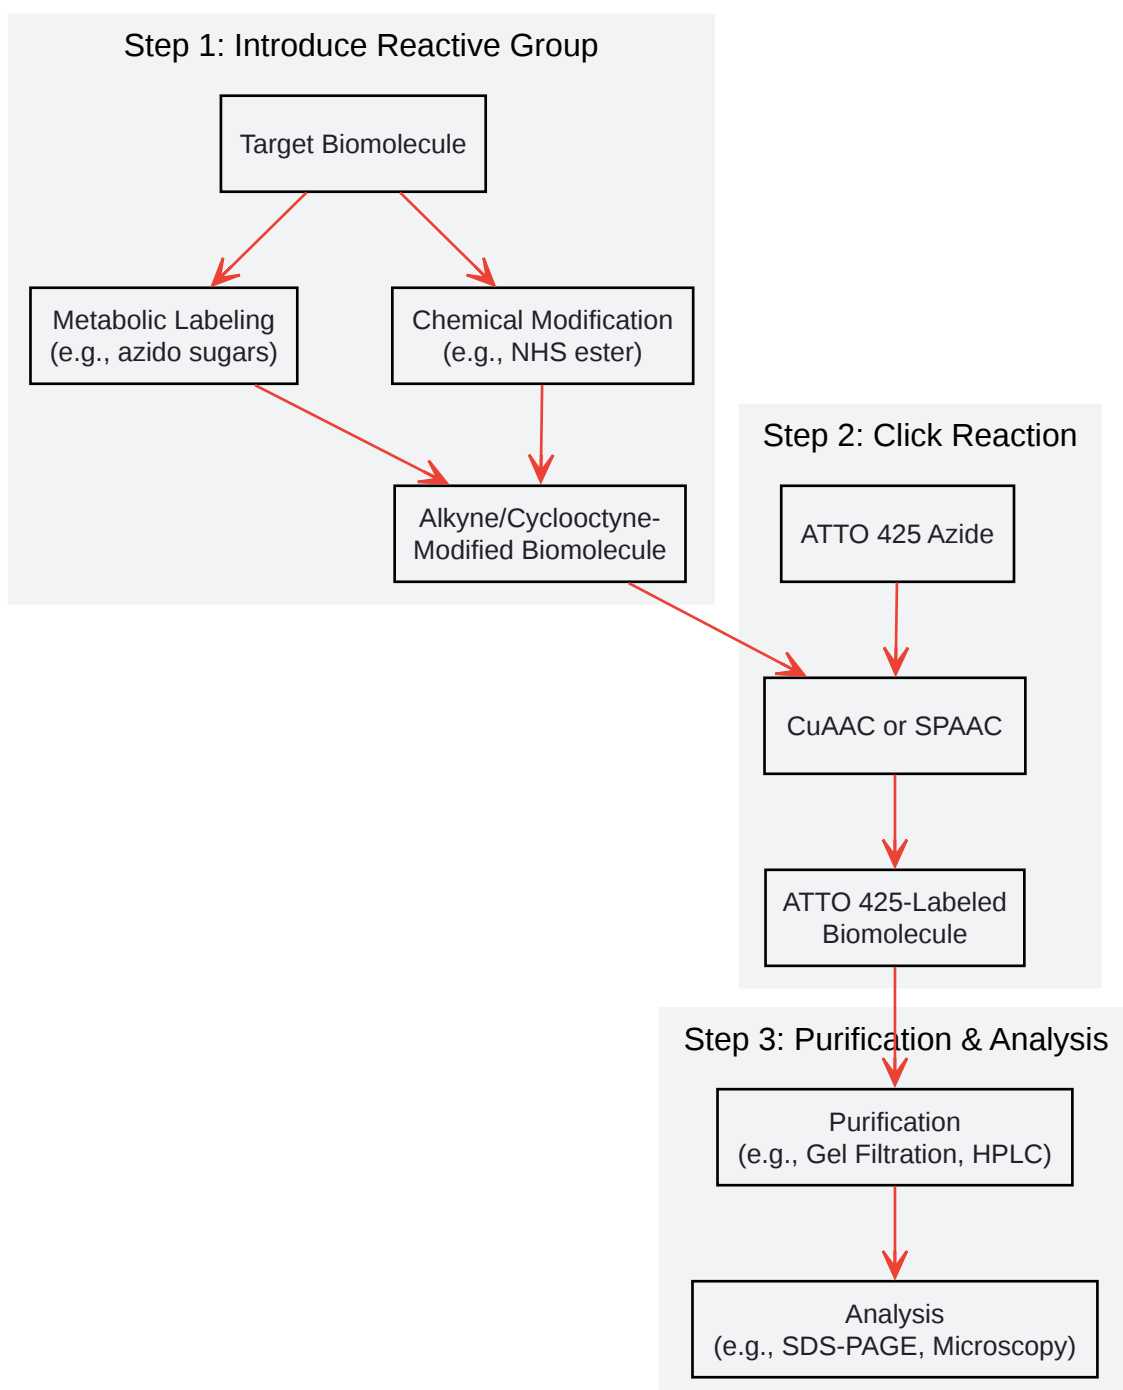 Step 1: Introduce Reactive Group
Target Biomolecule
Metabolic Labeling
(e.g., azido sugars)
Chemical Modification
(e.g., NHS ester)
Alkyne/Cyclooctyne-
Modified Biomolecule
Step 2: Click Reaction
ATTO 425 Azide
CuAAC or SPAAC
ATTO 425-Labeled
Biomolecule
Step 3: Purification & Analysis
Purification
(e.g., Gel Filtration, HPLC)
Analysis
(e.g., SDS-PAGE, Microscopy)